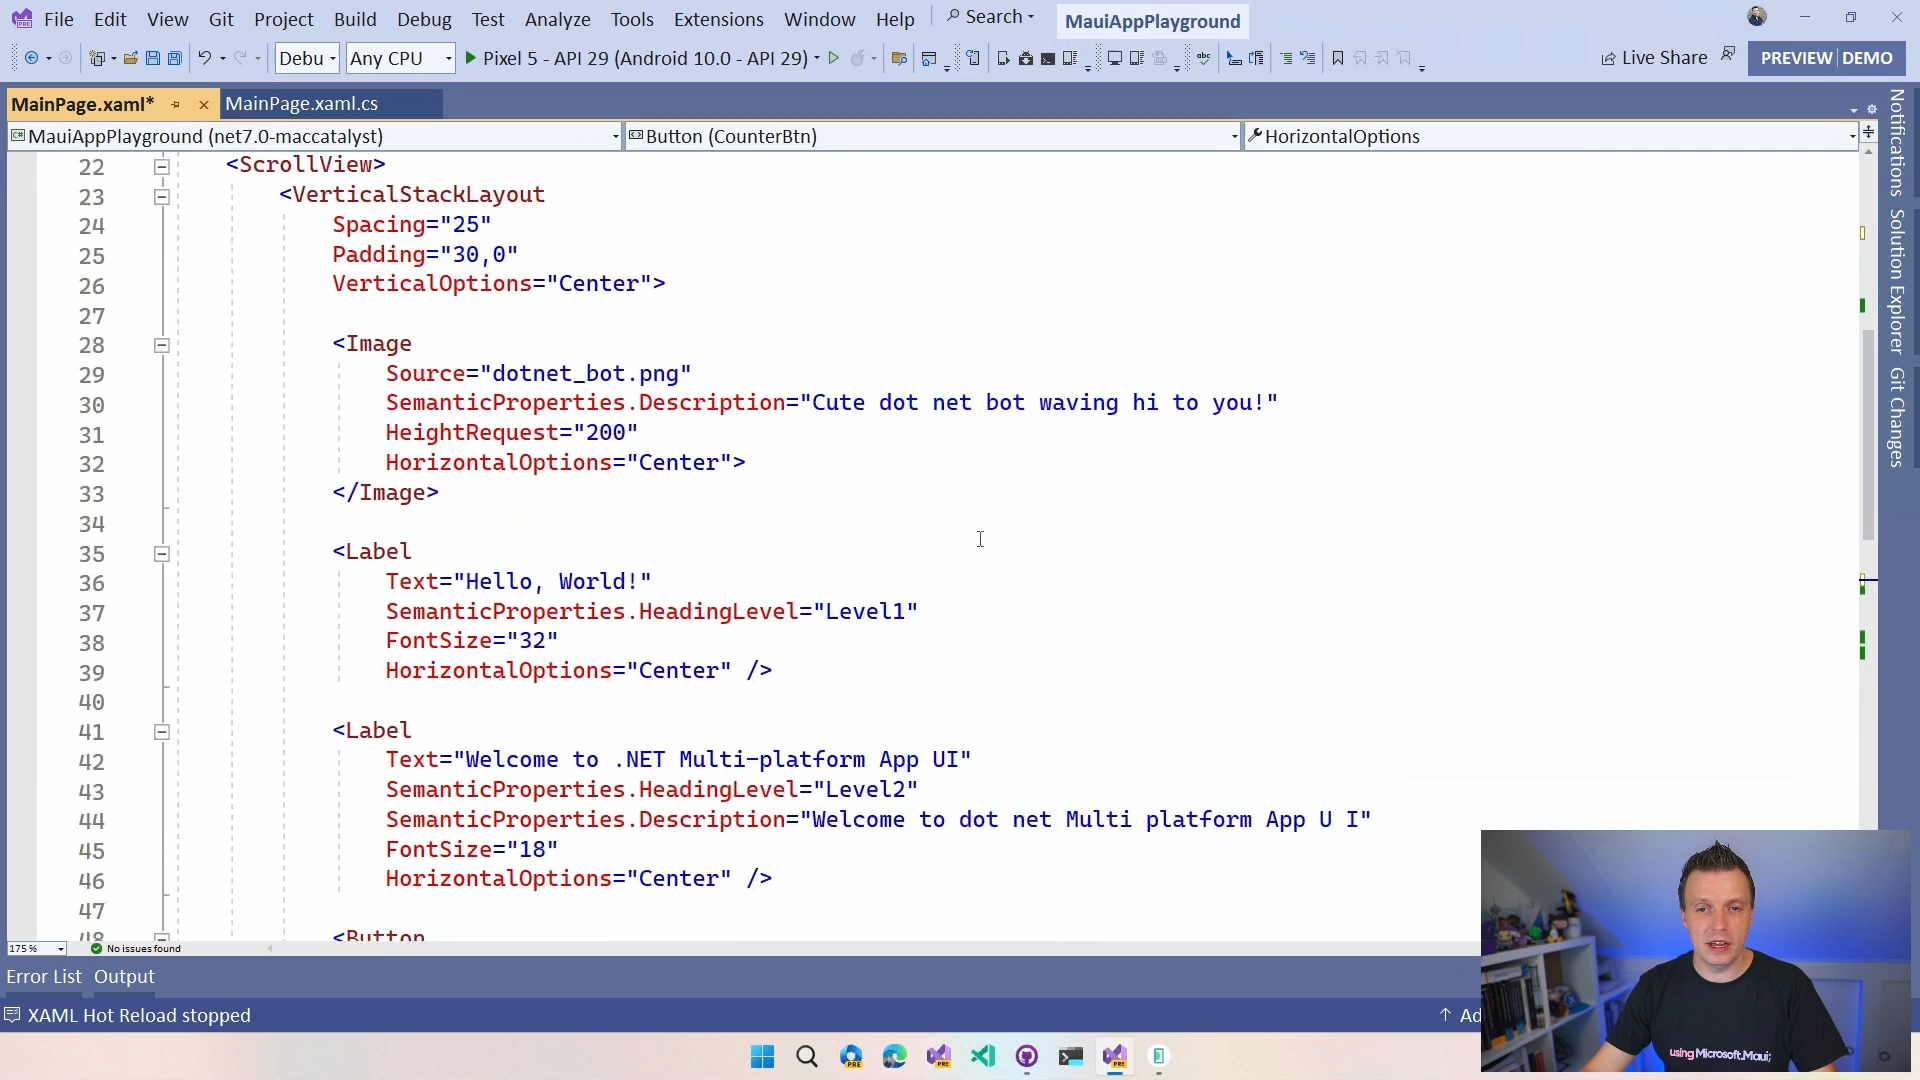 File Edit View Git Project Build Debug Test Analyze Tools Extensions Window Help Search MauiAppPlayground
Debu Any CPU Pixel 5 - API 29 (Android 10.0 - API 29) Live Share PREVIEW DEMO
MainPage.xaml* MainPage.xaml.cs
MauiAppPlayground (net7.0-maccatalyst) Button (CounterBtn) HorizontalOptions
22 <ScrollView>
23 <VerticalStackLayout
24 Spacing="25"
25 Padding="30,0"
26 VerticalOptions="Center">
27
28 <Image
29 Source="dotnet_bot.png"
30 SemanticProperties.Description="Cute dot net bot waving hi to you!"
31 HeightRequest="200"
32 HorizontalOptions="Center">
33 </Image>
34
35 <Label
36 Text="Hello, World!"
37 SemanticProperties.HeadingLevel="Level1"
38 FontSize="32"
39 HorizontalOptions="Center" />
40
41 <Label
42 Text="Welcome to .NET Multi-platform App UI"
43 SemanticProperties.HeadingLevel="Level2"
44 SemanticProperties.Description="Welcome to dot net Multi platform App U I"
45 FontSize="18"
46 HorizontalOptions="Center" />
47
48 <Button
175 % No issues found
Error List Output
XAML Hot Reload stopped
Ad
Notifications
Solution Explorer
Git Changes
using Microsoft.Maui;